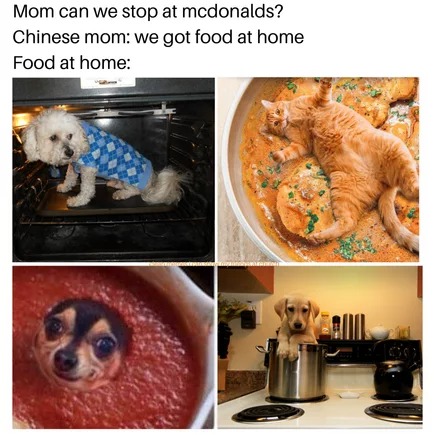 Mom can we stop at mcdonalds?
Chinese mom: we got food at home
Food at home: